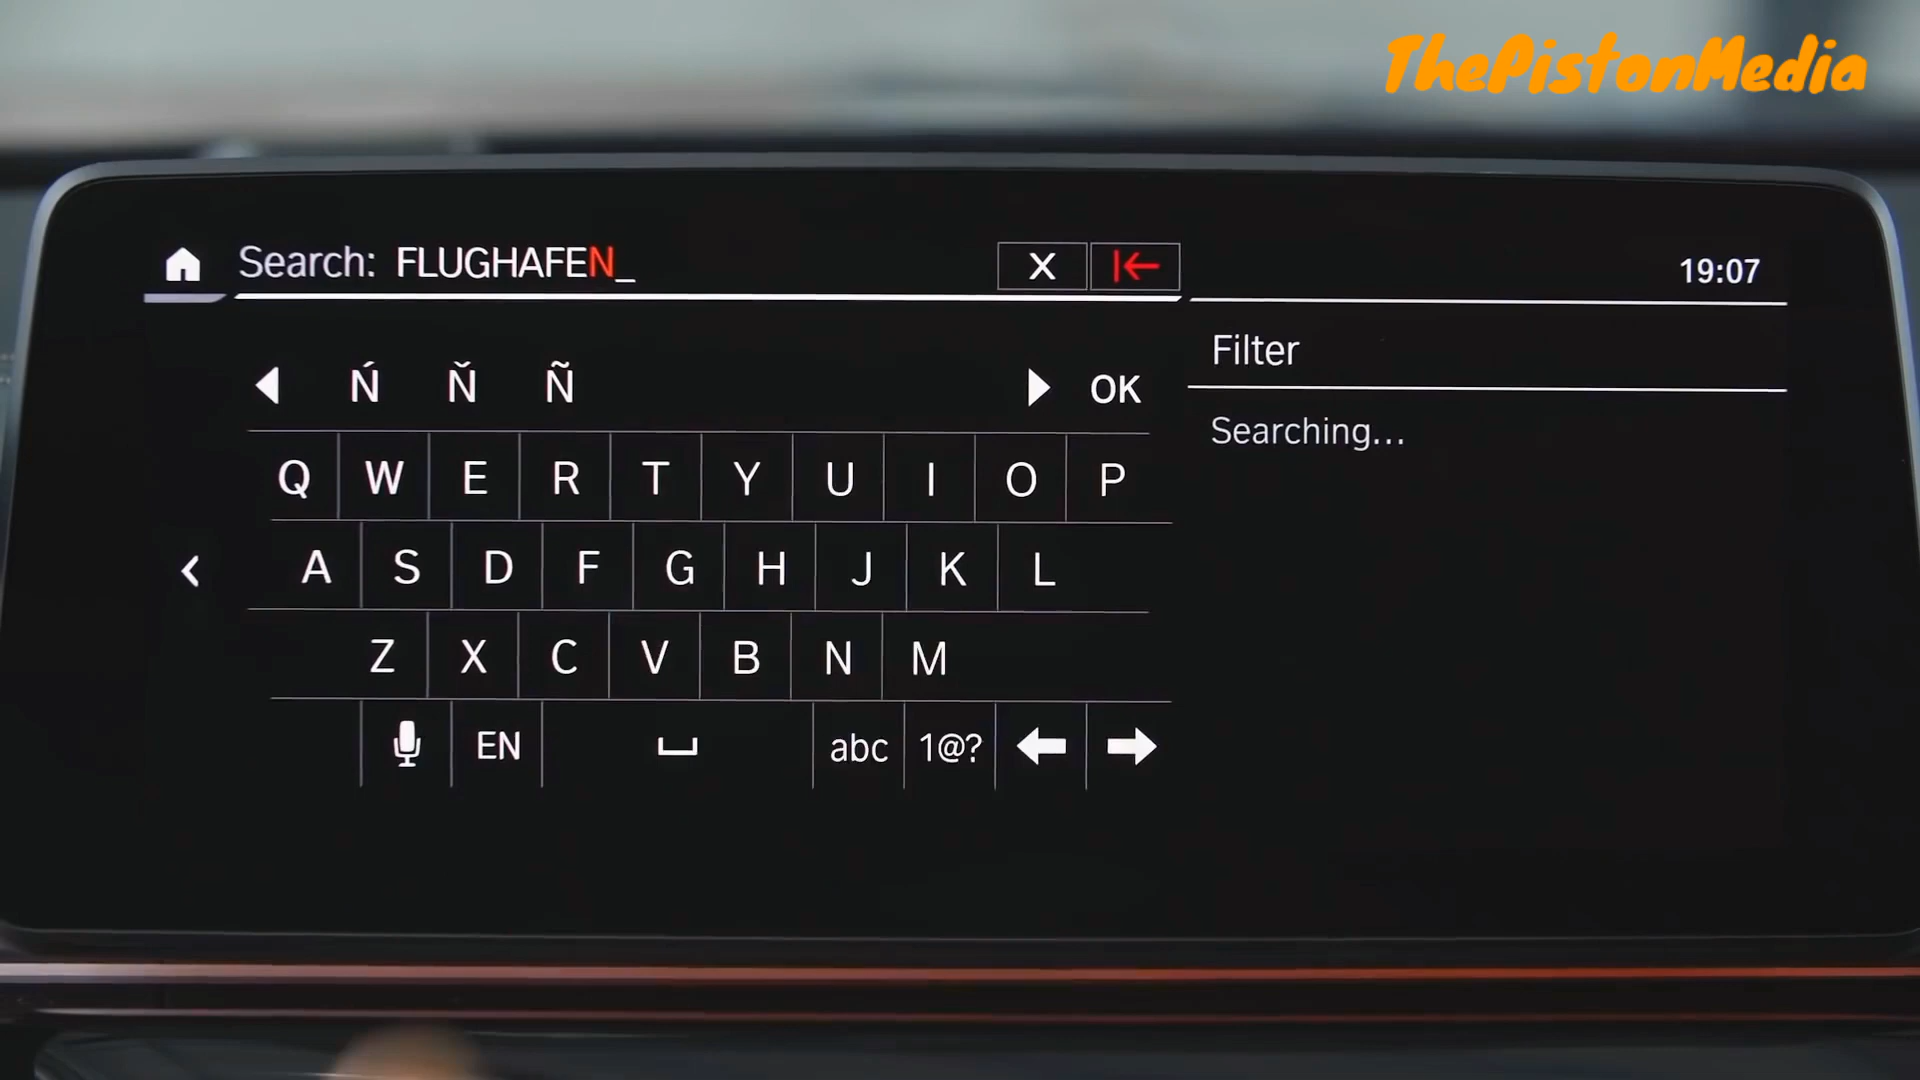 ThePistonMedia
Search: FLUGHAFEN_
X
19:07
Filter
Searching...
Ń Ň Ñ OK
Q W E R T Y U I O P
A S D F G H J K L
Z X C V B N M
EN abc 1@?